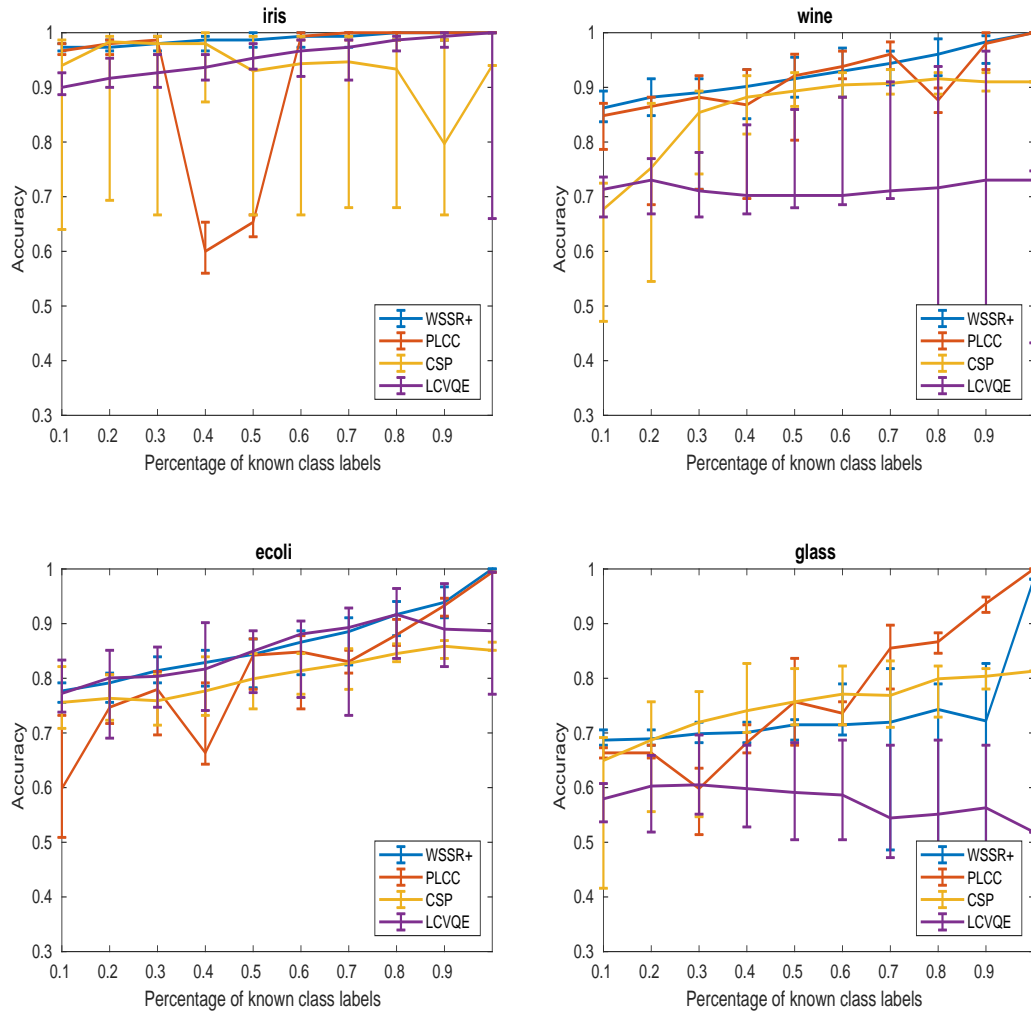 iris
1
0.9
0.8
0.7
0.6
0.5
0.4
0.3
Accuracy
0.1 0.2 0.3 0.4 0.5 0.6 0.7 0.8 0.9
Percentage of known class labels
WSSR+
PLCC
CSP
LCVQE
wine
1
0.9
0.8
0.7
0.6
0.5
0.4
0.3
Accuracy
0.1 0.2 0.3 0.4 0.5 0.6 0.7 0.8 0.9
Percentage of known class labels
WSSR+
PLCC
CSP
LCVQE
ecoli
1
0.9
0.8
0.7
0.6
0.5
0.4
0.3
Accuracy
0.1 0.2 0.3 0.4 0.5 0.6 0.7 0.8 0.9
Percentage of known class labels
WSSR+
PLCC
CSP
LCVQE
glass
1
0.9
0.8
0.7
0.6
0.5
0.4
0.3
Accuracy
0.1 0.2 0.3 0.4 0.5 0.6 0.7 0.8 0.9
Percentage of known class labels
WSSR+
PLCC
CSP
LCVQE